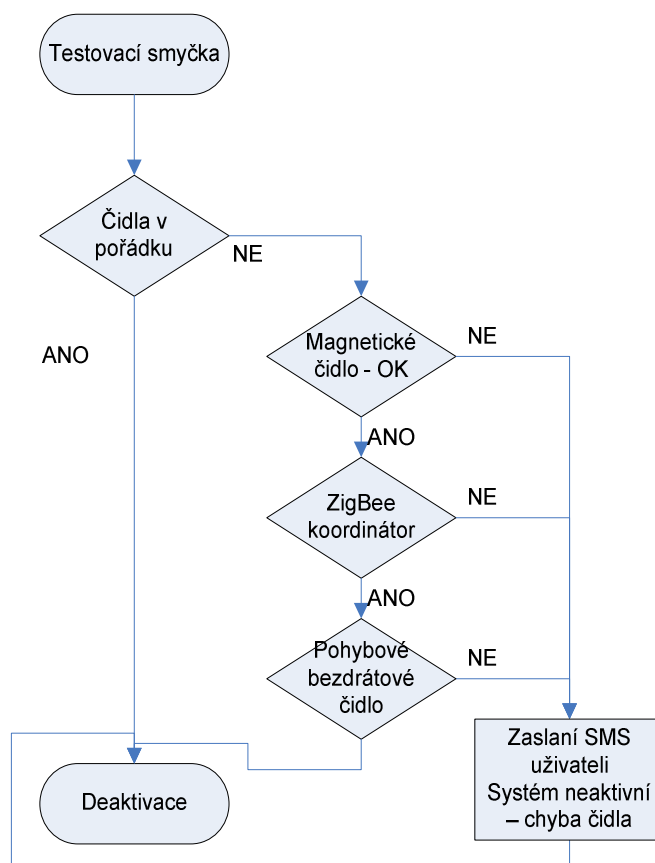 Testovací smyčka
Čidla v
pořádku
NE
ANO
Magnetické
čidlo - OK
NE
ANO
ZigBee
koordinátor
NE
ANO
Pohybové
bezdrátové
čidlo
NE
Zaslaní SMS
uživateli
Systém neaktivní
– chyba čidla
Deaktivace